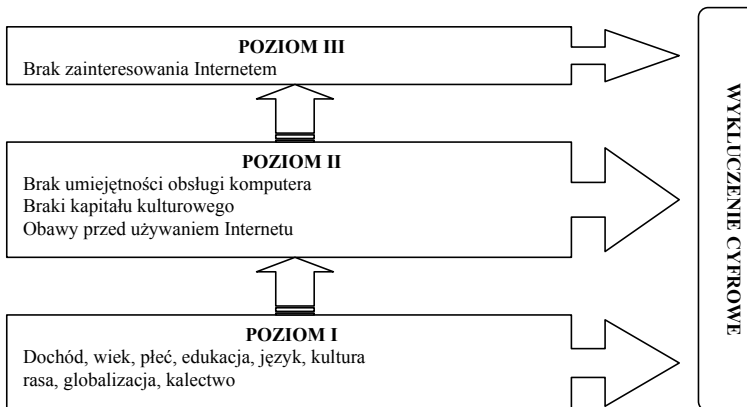 POZIOM III
Brak zainteresowania Internetem
POZIOM II
Brak umiejętności obsługi komputera
Braki kapitału kulturowego
Obawy przed używaniem Internetu
POZIOM I
Dochód, wiek, płeć, edukacja, język, kultura
rasa, globalizacja, kalectwo
WYKLUCZENIE CYFROWE